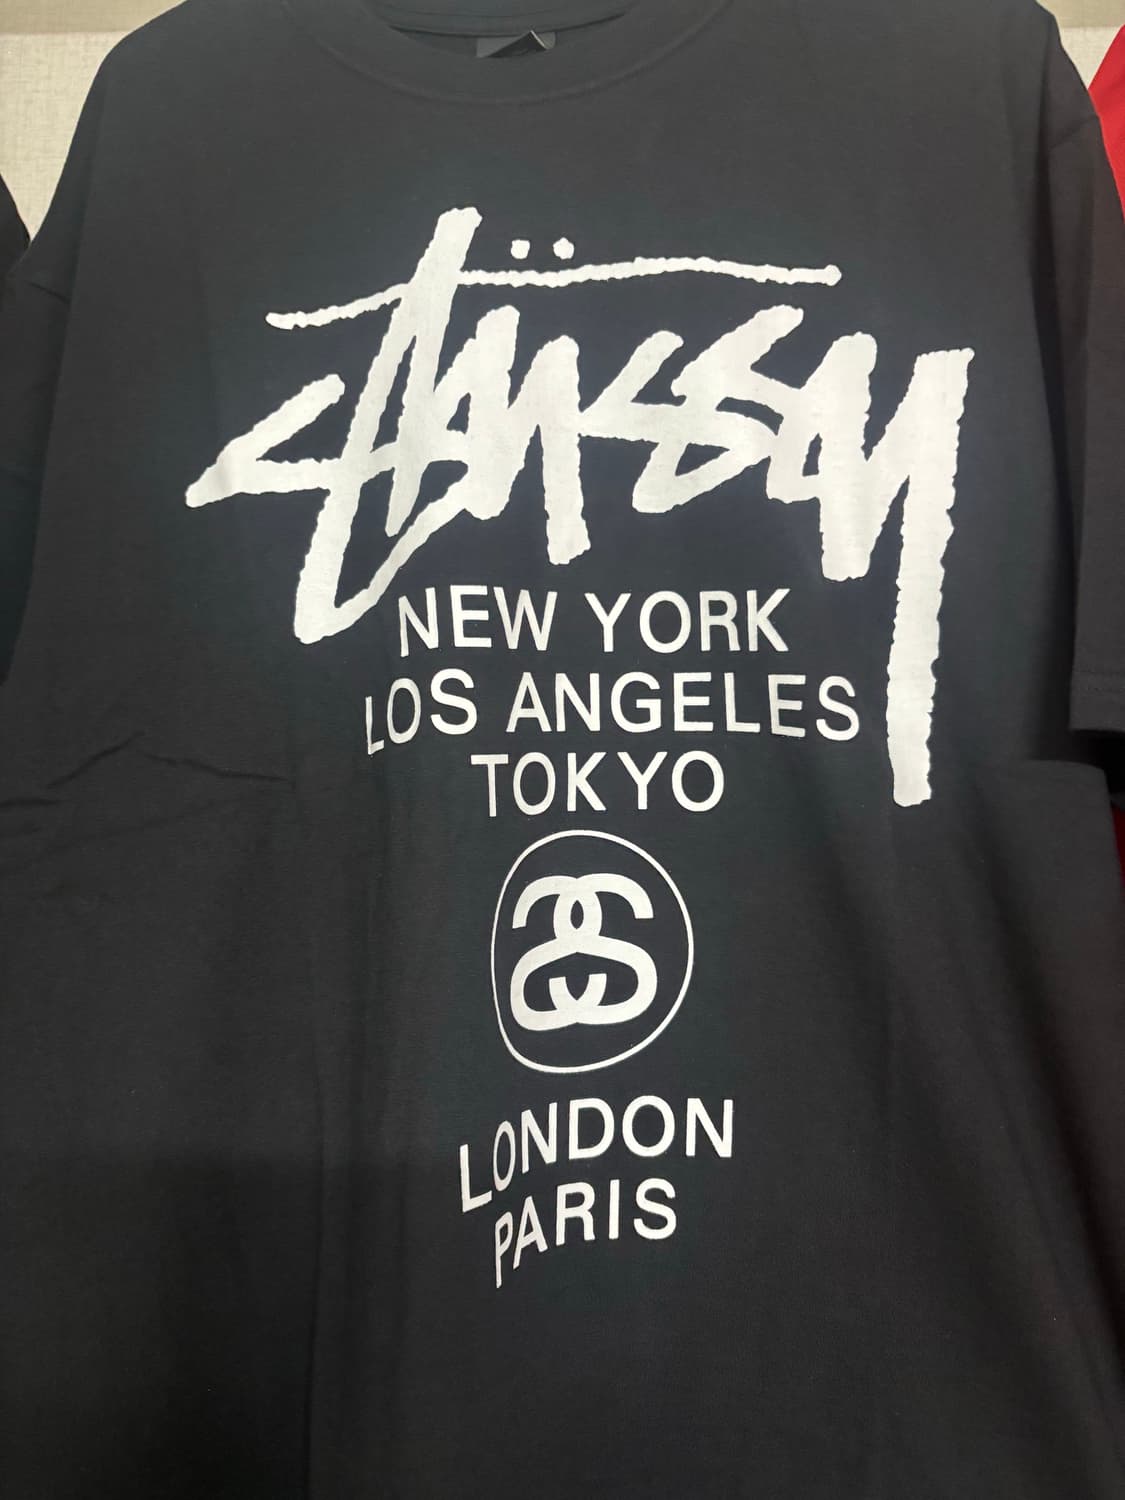 Stüssy
NEW YORK
LOS ANGELES
TOKYO
SS
LONDON
PARIS